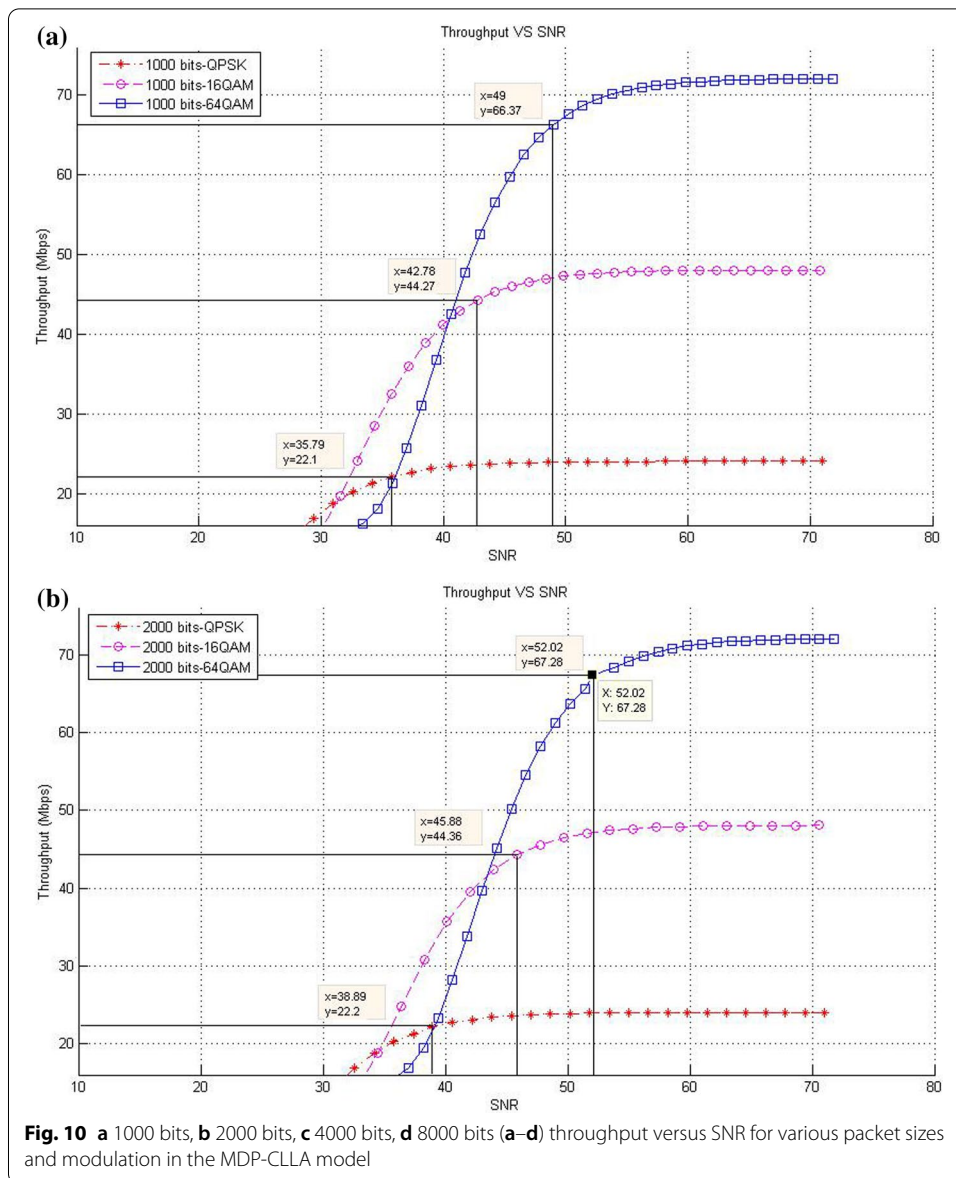 (a)
Throughput VS SNR
1000 bits-QPSK
1000 bits-16QAM
1000 bits-64QAM
x=49
y=66.37
x=42.78
y=44.27
x=35.79
y=22.1
70
60
50
40
30
20
Throughput (Mbps)
10 20 30 40 50 60 70 80
SNR
(b)
Throughput VS SNR
2000 bits-QPSK
2000 bits-16QAM
2000 bits-64QAM
x=52.02
y=67.28
X: 52.02
Y: 67.28
x=45.88
y=44.36
x=38.89
y=22.2
70
60
50
40
30
20
Throughput (Mbps)
10 20 30 40 50 60 70 80
SNR
Fig. 10 a 1000 bits, b 2000 bits, c 4000 bits, d 8000 bits (a–d) throughput versus SNR for various packet sizes
and modulation in the MDP-CLLA model